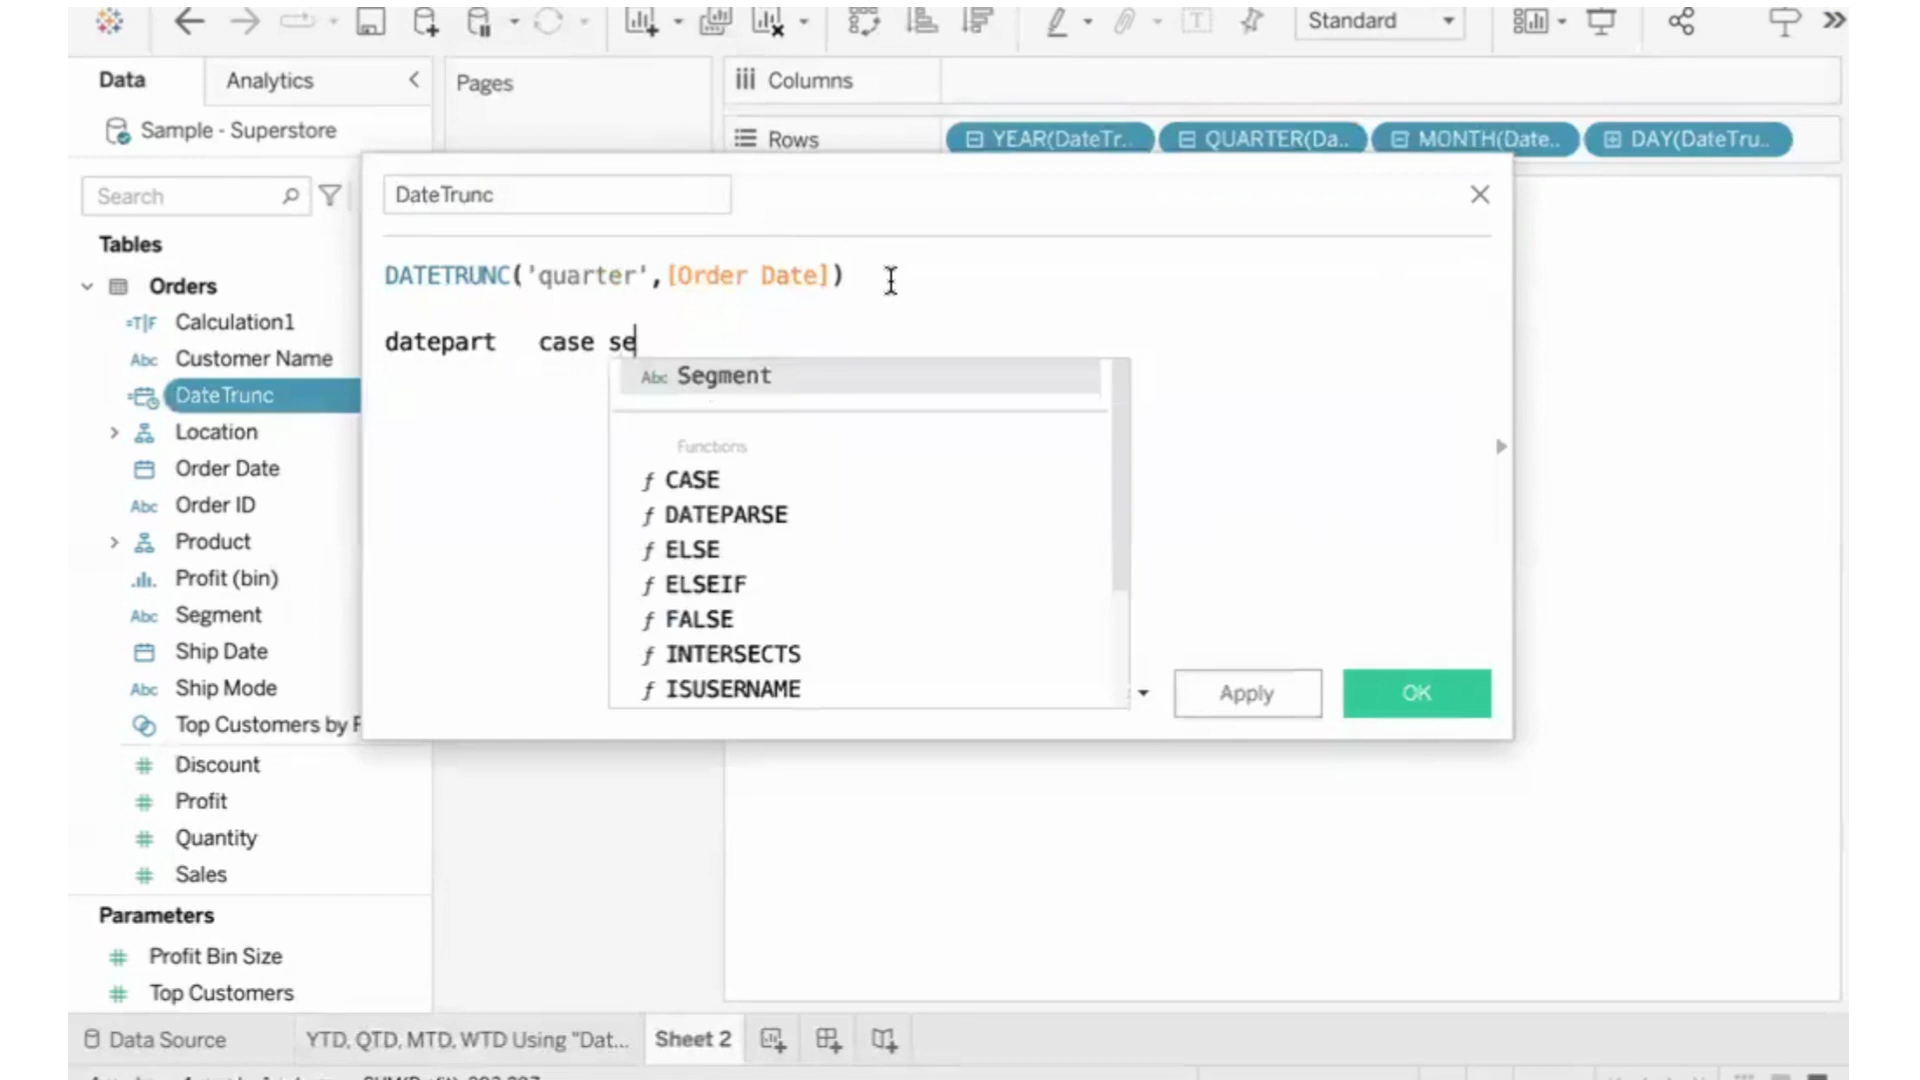 Standard
Data
Analytics
Pages
Columns
Sample - Superstore
Rows
YEAR(DateTr..
QUARTER(Da..
MONTH(Date..
DAY(DateTru..
Search
DateTrunc
Tables
DATETRUNC('quarter',[Order Date])
Orders
Calculation1
datepart case se
Customer Name
Abc Segment
DateTrunc
Location
Functions
Order Date
CASE
Order ID
DATEPARSE
Product
ELSE
Profit (bin)
ELSEIF
Segment
FALSE
Ship Date
INTERSECTS
Ship Mode
ISUSERNAME
Apply
OK
Top Customers by
Discount
Profit
Quantity
Sales
Parameters
Profit Bin Size
Top Customers
Data Source
YTD, QTD, MTD, WTD Using "Dat...
Sheet 2